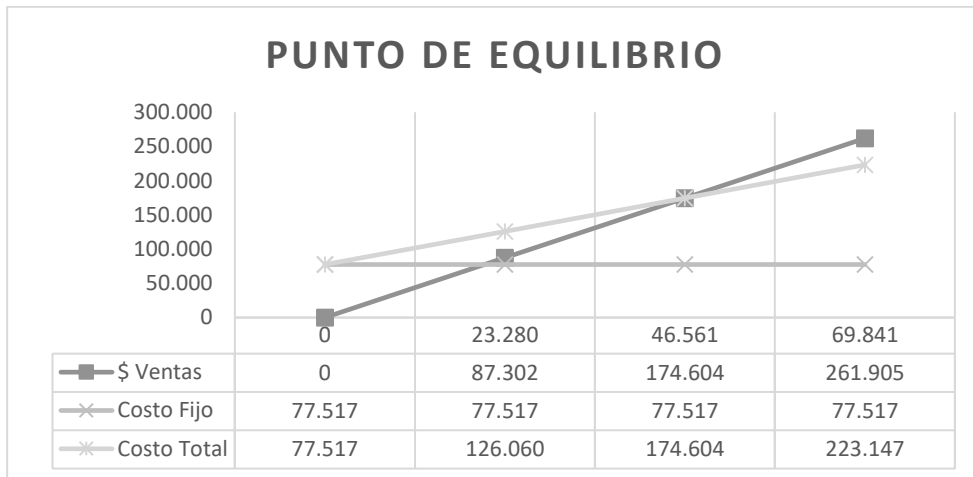 PUNTO DE EQUILIBRIO
300.000
250.000
200.000
150.000
100.000
50.000
0
0 23.280 46.561 69.841
$ Ventas 0 87.302 174.604 261.905
Costo Fijo 77.517 77.517 77.517 77.517
Costo Total 77.517 126.060 174.604 223.147